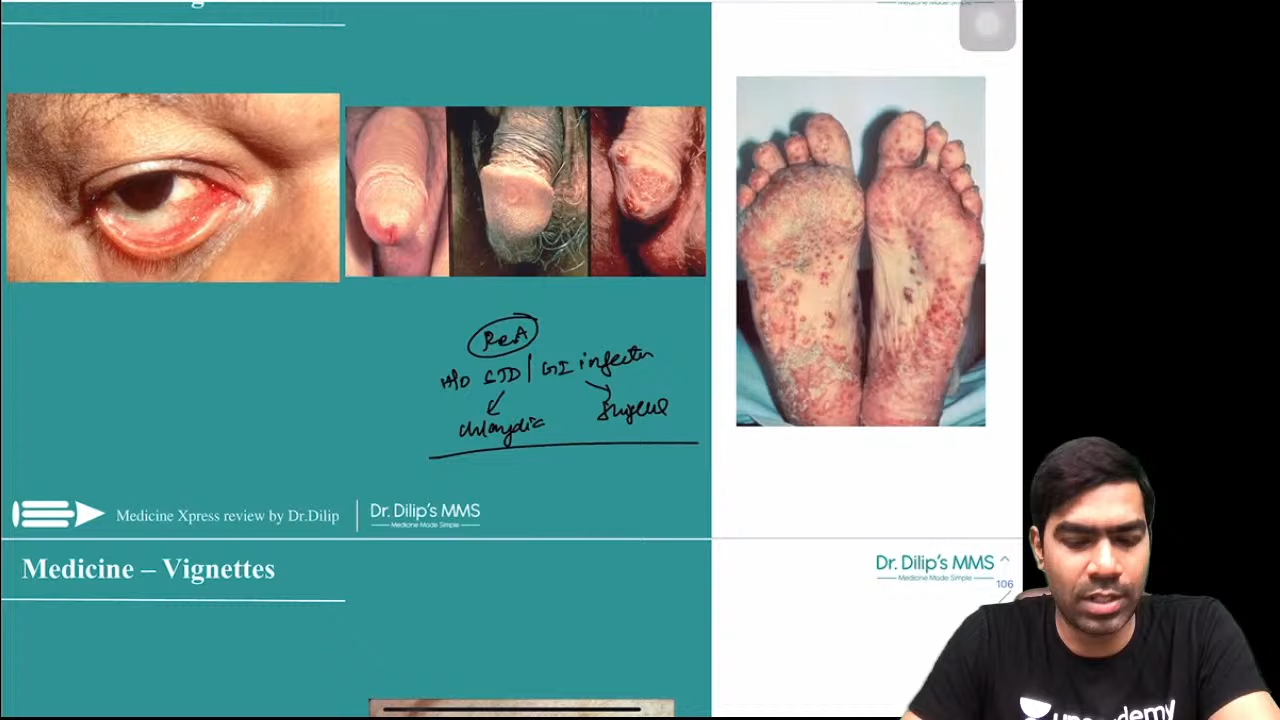 ReA
H/O STD / GI infection
chlamydia
Medicine Xpress review by Dr.Dilip
Dr. Dilip's MMS
Medicine Made Simple
Medicine – Vignettes
Dr. Dilip's MMS
Medicine Made Simple
106